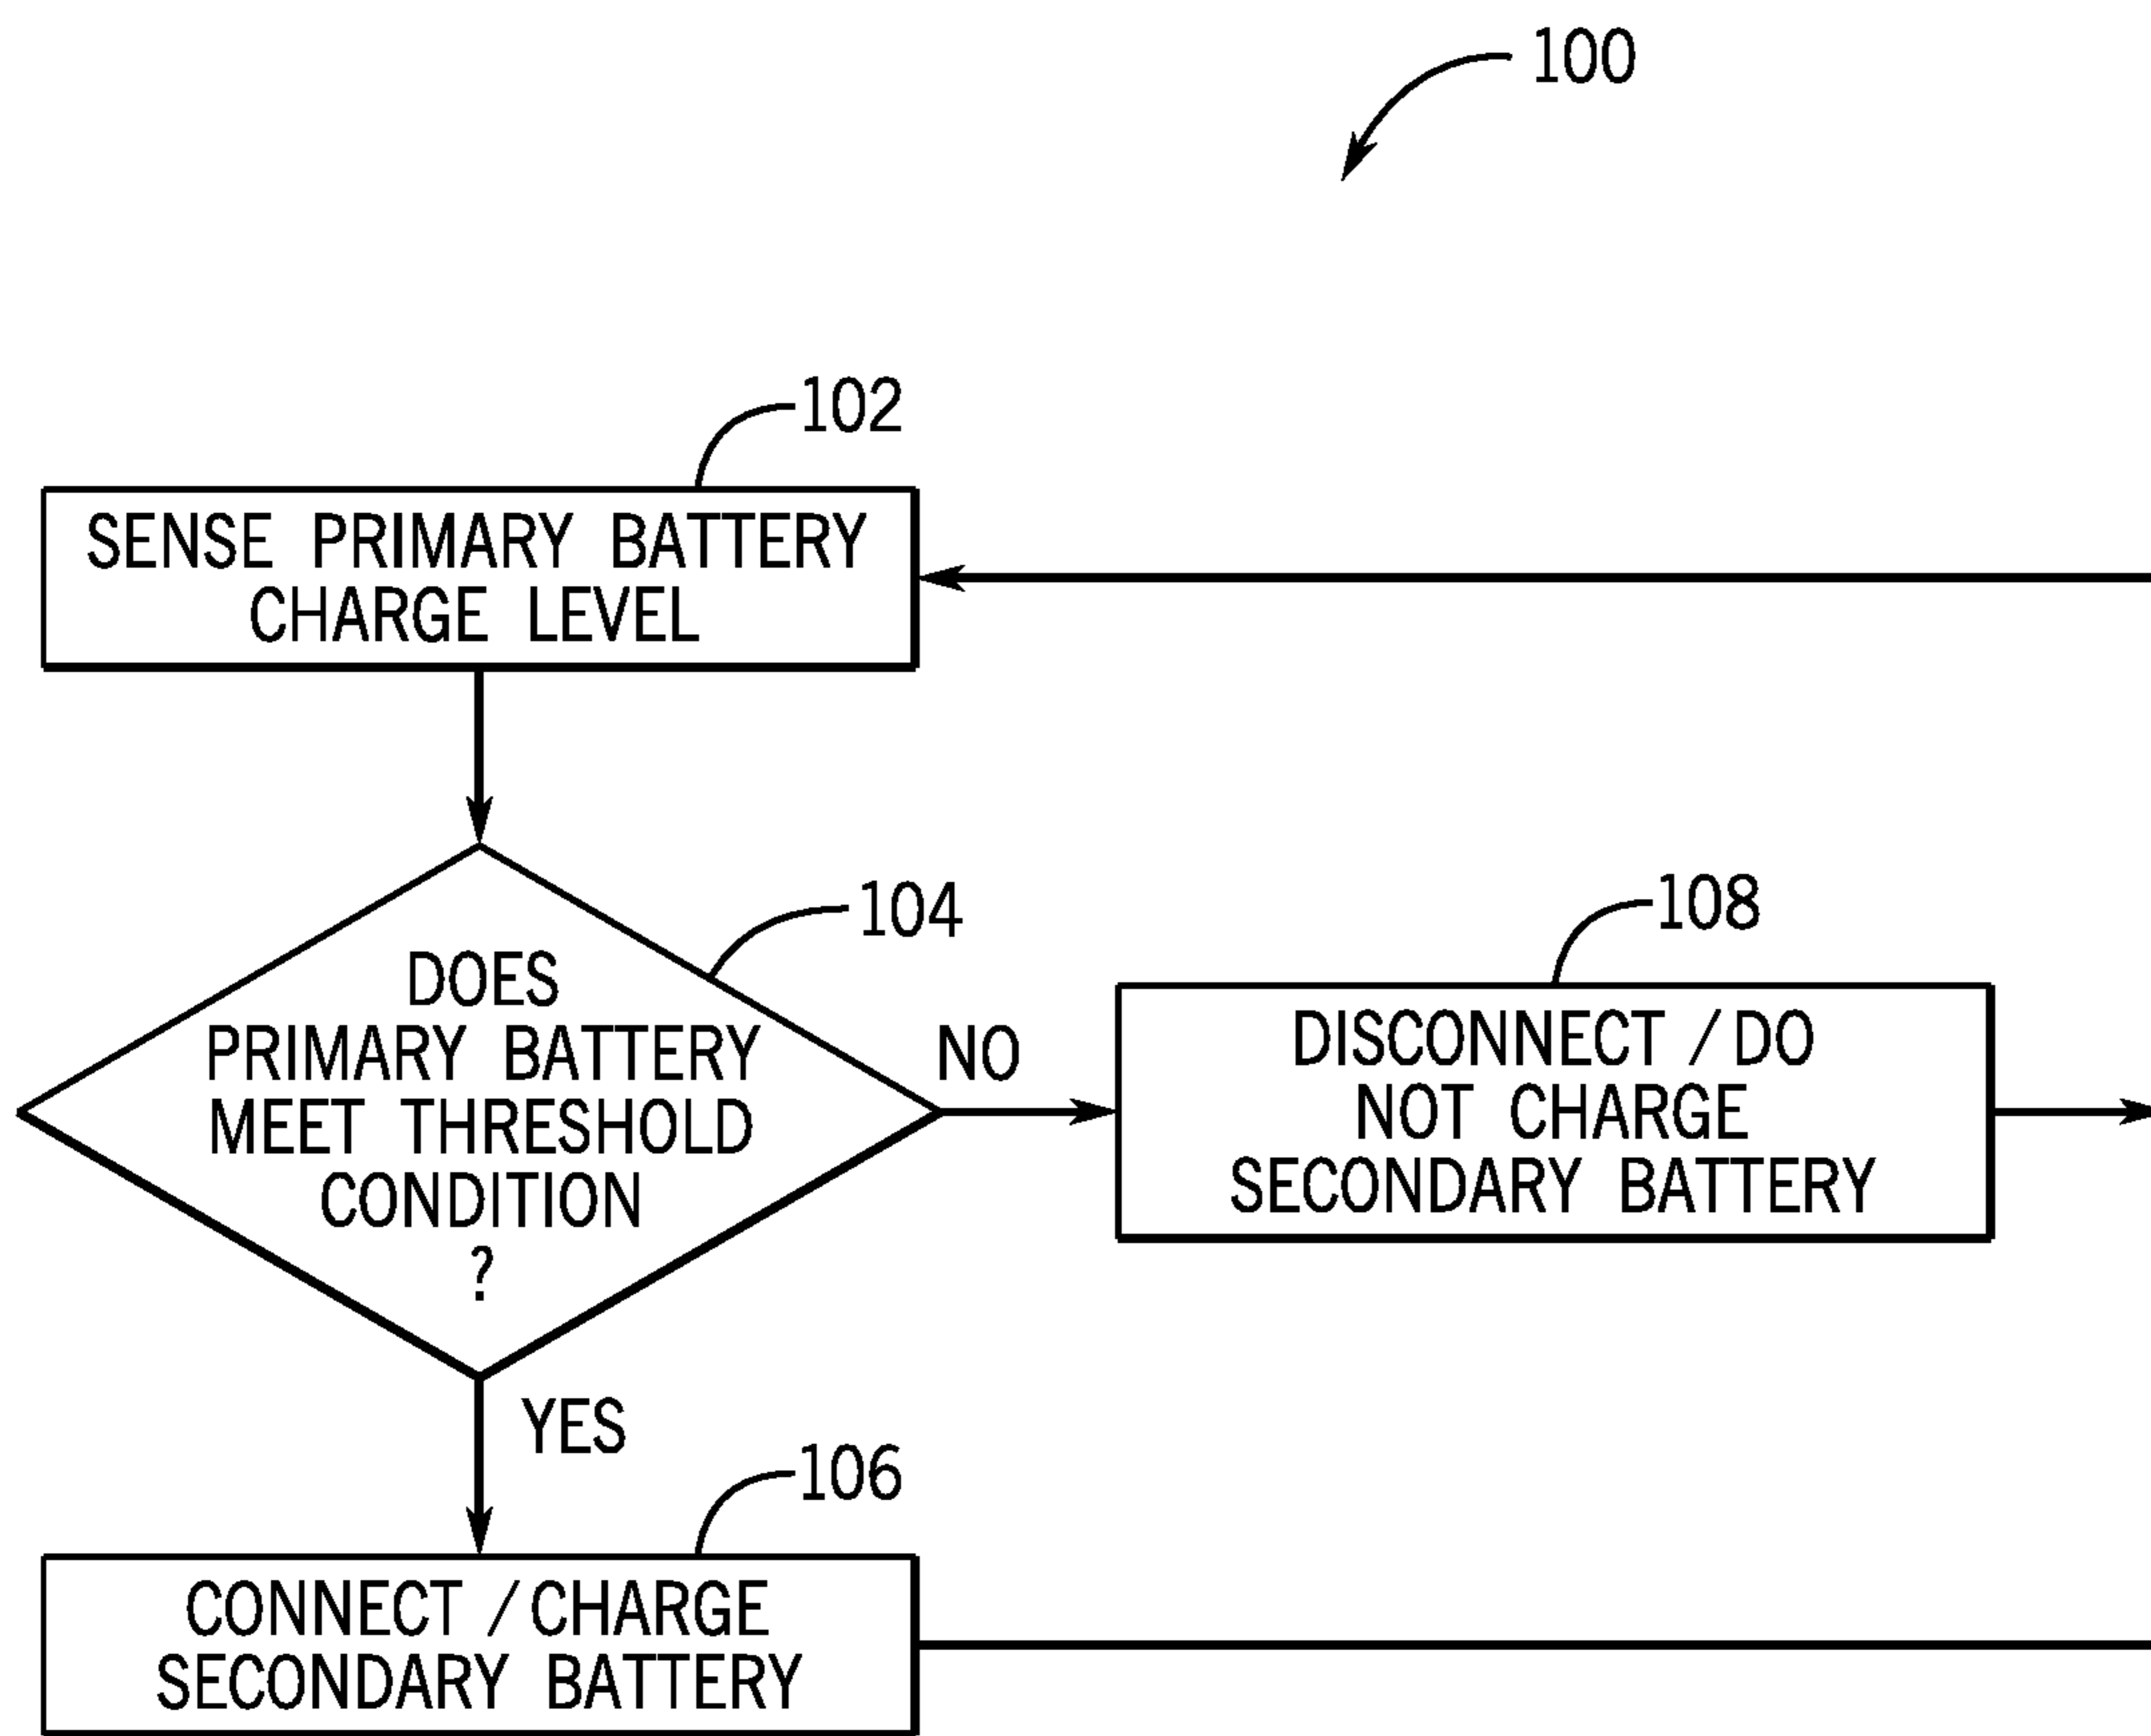 100
102
SENSE PRIMARY BATTERY
CHARGE LEVEL
104
DOES
PRIMARY BATTERY
MEET THRESHOLD
CONDITION
?
NO
108
DISCONNECT / DO
NOT CHARGE
SECONDARY BATTERY
YES
106
CONNECT / CHARGE
SECONDARY BATTERY